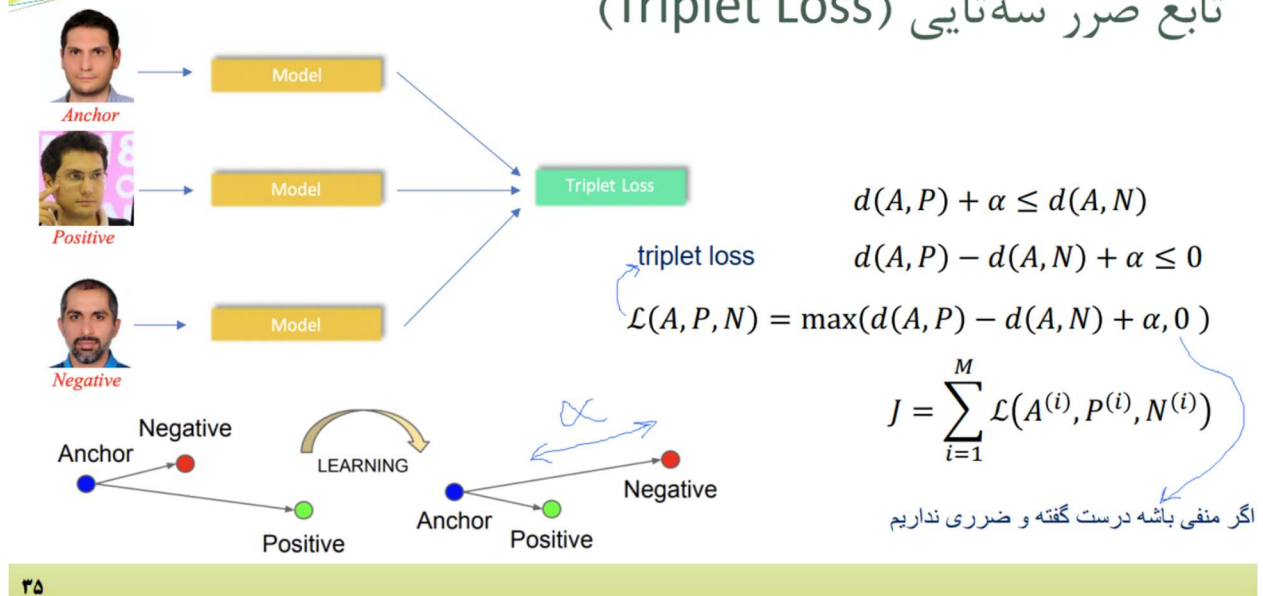 تابع ضرر سه‌تایی (Triplet Loss)
Model
Anchor
Model
Triplet Loss
Positive
Model
Negative
d(A, P) + α ≤ d(A, N)
triplet loss
d(A, P) − d(A, N) + α ≤ 0
ℒ(A, P, N) = max(d(A, P) − d(A, N) + α, 0 )
J = ∑_{i=1}^{M} ℒ(A^{(i)}, P^{(i)}, N^{(i)})
Negative
Anchor
Positive
LEARNING
α
Anchor
Negative
Positive
اگر منفی باشه درست گفته و ضرری نداریم
۳۵